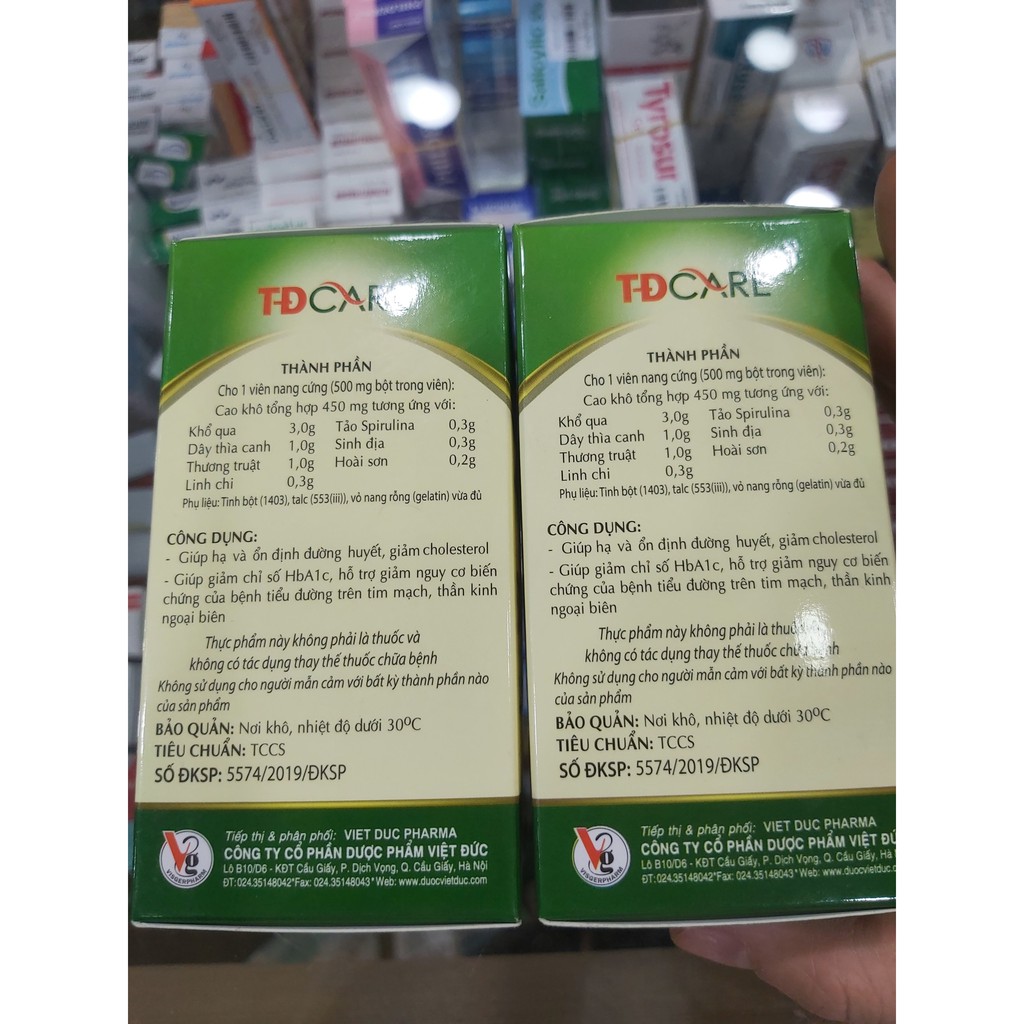 Salicylic
Tyrosur
T-ĐCAR
THÀNH PHẦN
Cho 1 viên nang cứng (500 mg bột trong viên):
Cao khô tổng hợp 450 mg tương ứng với:
Khổ qua 3,0g Tảo Spirulina 0,3g
Dây thìa canh 1,0g Sinh địa 0,3g
Thương truật 1,0g Hoài sơn 0,2g
Linh chi 0,3g
Phụ liệu: Tinh bột (1403), talc (553(iii)), vỏ nang rỗng (gelatin) vừa đủ
CÔNG DỤNG:
- Giúp hạ và ổn định đường huyết, giảm cholesterol
- Giúp giảm chỉ số HbA1c, hỗ trợ giảm nguy cơ biến
chứng của bệnh tiểu đường trên tim mạch, thần kinh
ngoại biên
Thực phẩm này không phải là thuốc và
không có tác dụng thay thế thuốc chữa bệnh
Không sử dụng cho người mẫn cảm với bất kỳ thành phần nào
của sản phẩm
BẢO QUẢN: Nơi khô, nhiệt độ dưới 30ºC
TIÊU CHUẨN: TCCS
SỐ ĐKSP: 5574/2019/ĐKSP
Vpg
VISGERPHARM
Tiếp thị & phân phối: VIET DUC PHARMA
CÔNG TY CỔ PHẦN DƯỢC PHẨM VIỆT ĐỨC
Lô B10/D6 - KĐT Cầu Giấy, P. Dịch Vọng, Q. Cầu Giấy, Hà Nội
ĐT: 024.35148042*Fax: 024.35148043*Web: www.duocvietduc.com
T-ĐCARE
THÀNH PHẦN
Cho 1 viên nang cứng (500 mg bột trong viên):
Cao khô tổng hợp 450 mg tương ứng với:
Khổ qua 3,0g Tảo Spirulina 0,3g
Dây thìa canh 1,0g Sinh địa 0,3g
Thương truật 1,0g Hoài sơn 0,2g
Linh chi 0,3g
Phụ liệu: Tinh bột (1403), talc (553(iii)), vỏ nang rỗng (gelatin) vừa đủ
CÔNG DỤNG:
- Giúp hạ và ổn định đường huyết, giảm cholesterol
- Giúp giảm chỉ số HbA1c, hỗ trợ giảm nguy cơ biến
chứng của bệnh tiểu đường trên tim mạch, thần kinh
ngoại biên
Thực phẩm này không phải là thuốc
không có tác dụng thay thế thuốc chữa bệnh
Không sử dụng cho người mẫn cảm với bất kỳ thành phần nào
của sản phẩm
BẢO QUẢN: Nơi khô, nhiệt độ dưới 30ºC
TIÊU CHUẨN: TCCS
SỐ ĐKSP: 5574/2019/ĐKSP
Vpg
VISGERPHARM
Tiếp thị & phân phối: VIET DUC PHARMA
CÔNG TY CỔ PHẦN DƯỢC PHẨM VIỆT ĐỨ
Lô B10/D6 - KĐT Cầu Giấy, P. Dịch Vọng, Q. Cầu Giấy, Hà N
ĐT: 024.35148042*Fax: 024.35148043*Web: www.duocvietduc.c